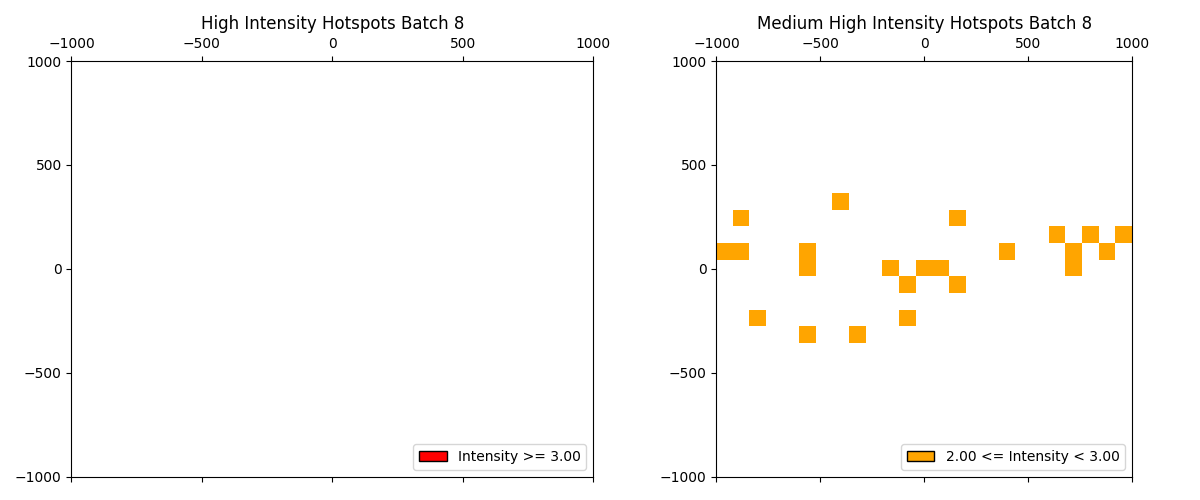 High Intensity Hotspots Batch 8
−1000 −500 0 500 1000
1000
500
0
−500
−1000
Intensity >= 3.00
Medium High Intensity Hotspots Batch 8
−1000 −500 0 500 1000
1000
500
0
−500
−1000
2.00 <= Intensity < 3.00